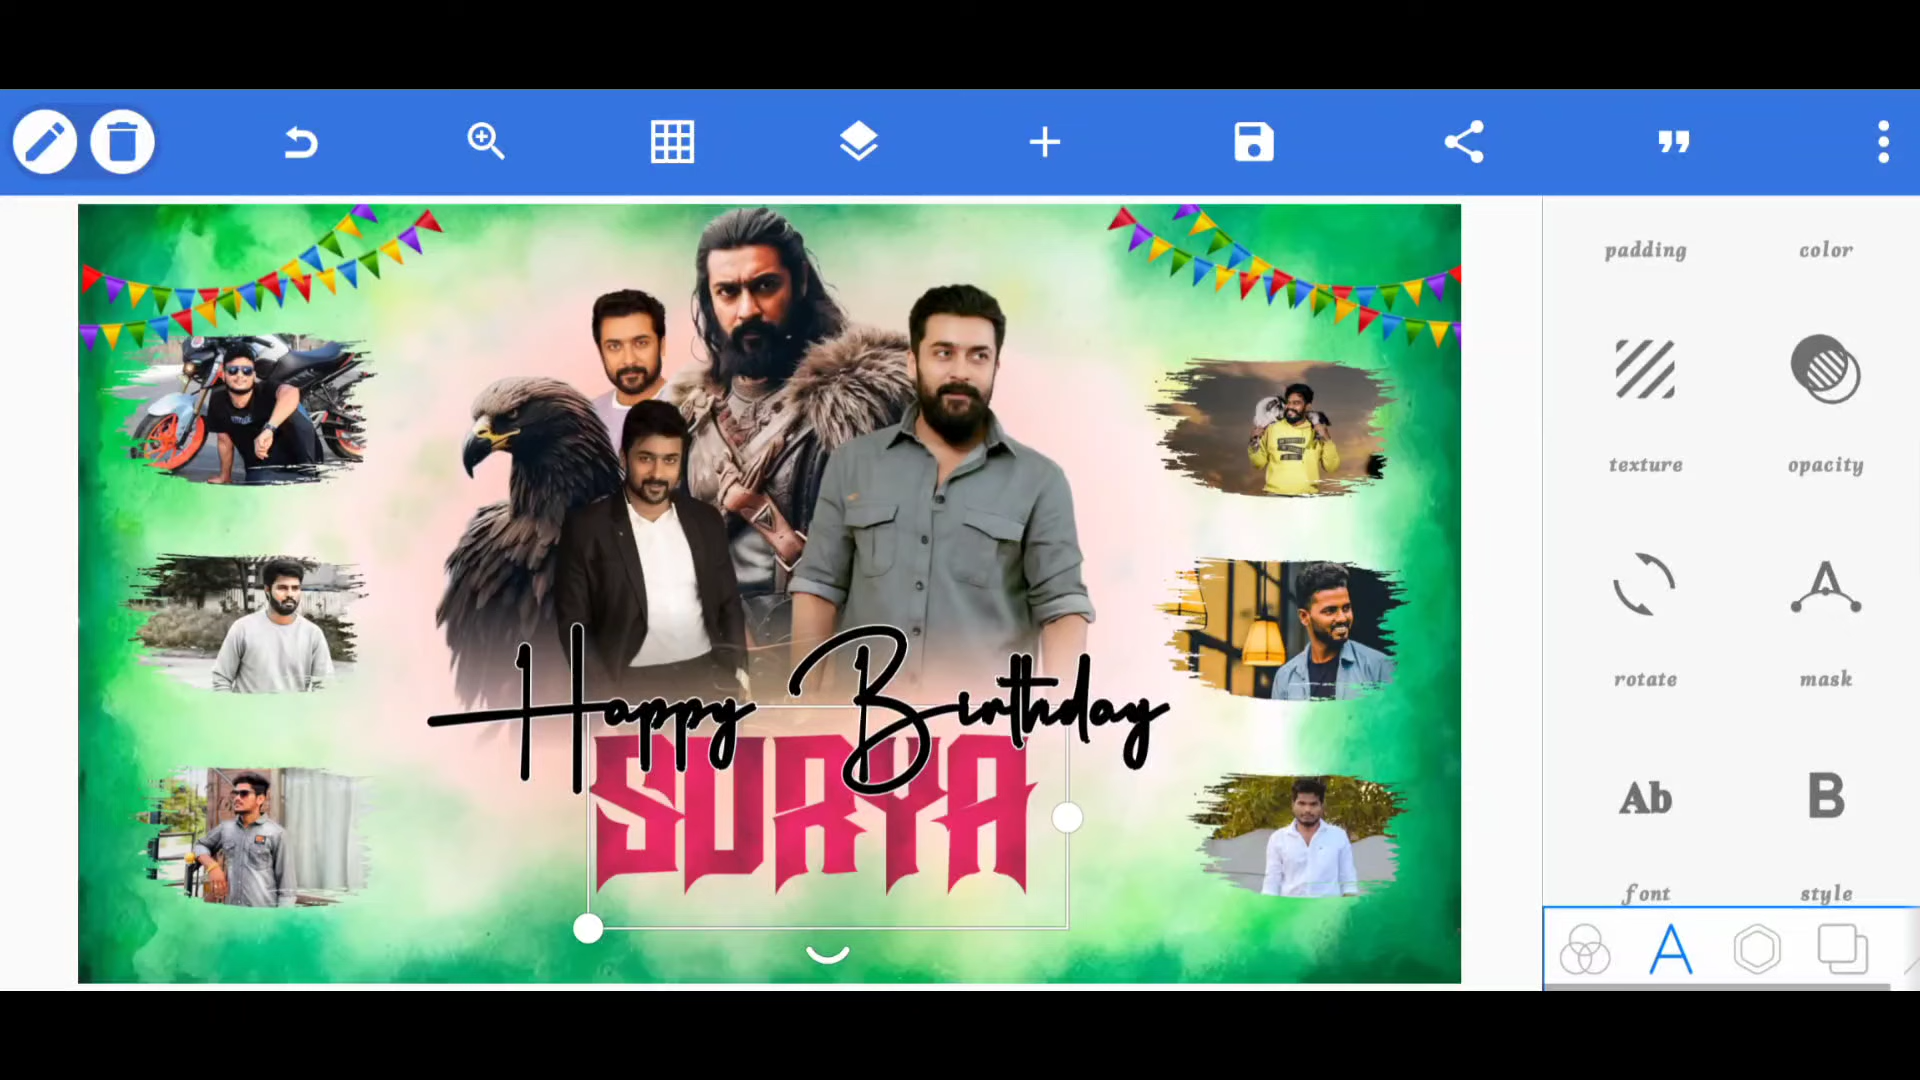 padding
color
texture
opacity
rotate
mask
Happy Birthday
SURYA
Ab
B
font
style
A